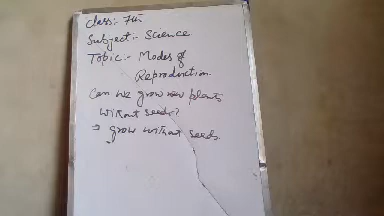 Class:- 7th
Subject:- Science
Topic:- Modes of
Reproduction.
Can we grow new plants
without seeds?
→ grow without seeds.